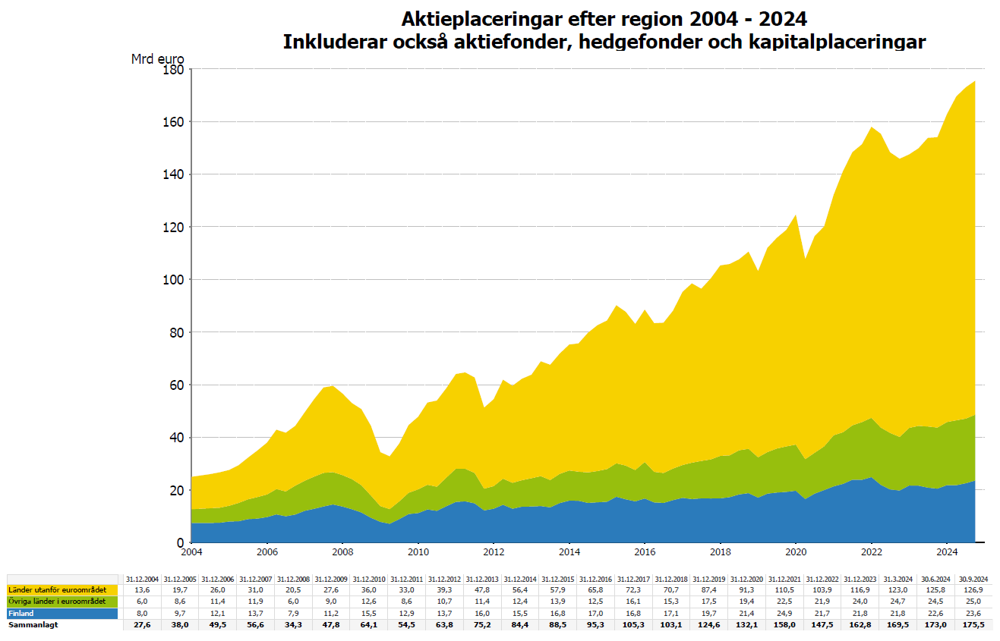 Aktieplaceringar efter region 2004 - 2024
Inkluderar också aktiefonder, hedgefonder och kapitalplaceringar
Mrd euro
180
160
140
120
100
80
60
40
20
0
2004 2006 2008 2010 2012 2014 2016 2018 2020 2022 2024
31.12.2004 31.12.2005 31.12.2006 31.12.2007 31.12.2008 31.12.2009 31.12.2010 31.12.2011 31.12.2012 31.12.2013 31.12.2014 31.12.2015 31.12.2016 31.12.2017 31.12.2018 31.12.2019 31.12.2020 31.12.2021 31.12.2022 31.12.2023 31.3.2024 30.6.2024 30.9.2024
Länder utanför euroområdet 13,6 19,7 26,0 31,0 20,5 27,6 36,0 33,0 39,3 47,8 56,4 57,9 65,8 72,3 70,7 87,4 91,3 110,5 103,9 116,9 123,0 125,8 126,9
Övriga länder i euroområdet 6,0 8,6 11,4 11,9 6,0 9,0 12,6 8,6 10,7 11,4 12,4 13,9 12,5 16,1 15,3 17,5 19,4 22,5 21,9 24,0 24,7 24,5 25,0
Finland 8,0 9,7 12,1 13,7 7,9 11,2 15,5 12,9 13,7 16,0 15,5 16,8 17,0 16,8 17,1 19,7 21,4 24,9 21,7 21,8 21,8 22,6 23,6
Sammanlagt 27,6 38,0 49,5 56,6 34,3 47,8 64,1 54,5 63,8 75,2 84,4 88,5 95,3 105,3 103,1 124,6 132,1 158,0 147,5 162,8 169,5 173,0 175,5